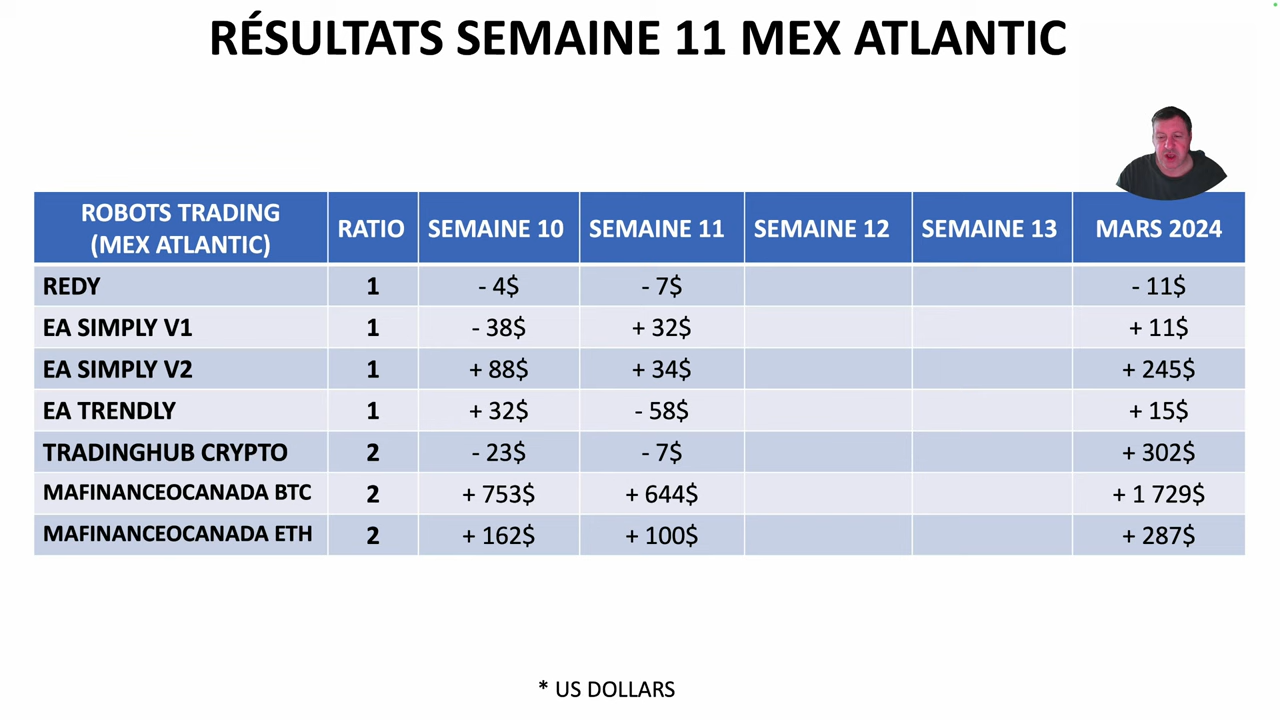 RÉSULTATS SEMAINE 11 MEX ATLANTIC
ROBOTS TRADING
(MEX ATLANTIC) RATIO SEMAINE 10 SEMAINE 11 SEMAINE 12 SEMAINE 13 MARS 2024
REDY 1 - 4$ - 7$ - 11$
EA SIMPLY V1 1 - 38$ + 32$ + 11$
EA SIMPLY V2 1 + 88$ + 34$ + 245$
EA TRENDLY 1 + 32$ - 58$ + 15$
TRADINGHUB CRYPTO 2 - 23$ - 7$ + 302$
MAFINANCEOCANADA BTC 2 + 753$ + 644$ + 1 729$
MAFINANCEOCANADA ETH 2 + 162$ + 100$ + 287$
* US DOLLARS